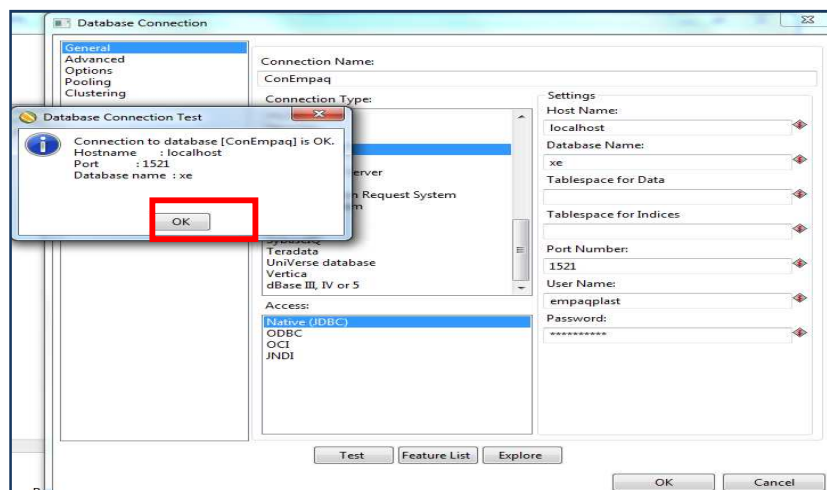 Database Connection
General
Advanced
Options
Pooling
Clustering
Connection Name:
ConEmpaq
Connection Type:
Server
Request System
Teradata
UniVerse database
Vertica
dBase III, IV or 5
Access:
Native (JDBC)
ODBC
OCI
JNDI
Settings
Host Name:
localhost
Database Name:
xe
Tablespace for Data
Tablespace for Indices
Port Number:
1521
User Name:
empaqplast
Password:
**********
Database Connection Test
Connection to database [ConEmpaq] is OK.
Hostname : localhost
Port : 1521
Database name : xe
OK
Test
Feature List
Explore
OK
Cancel